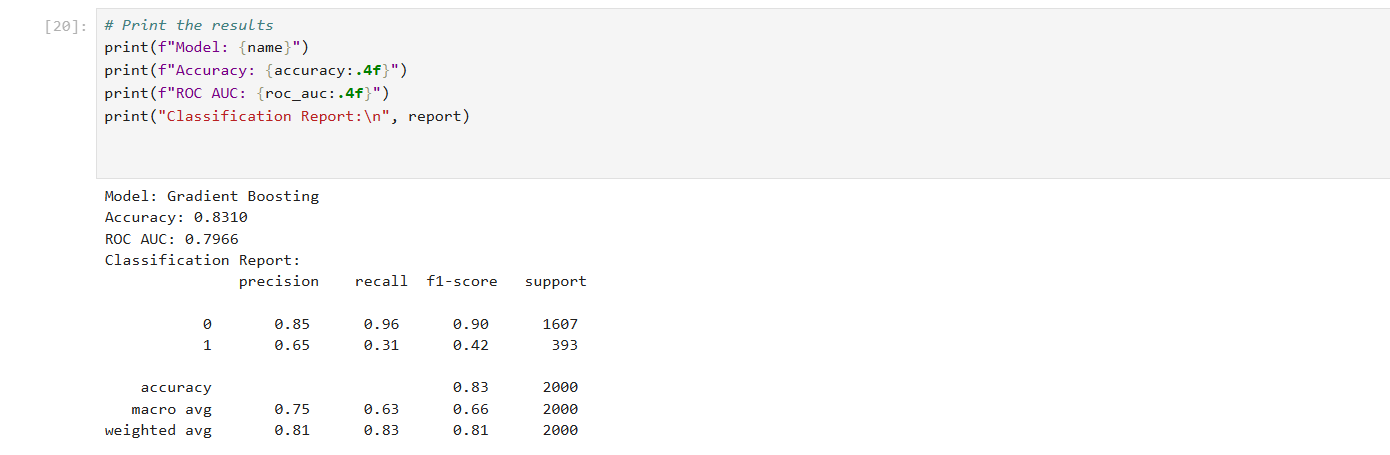 [20]: # Print the results
print(f"Model: {name}")
print(f"Accuracy: {accuracy:.4f}")
print(f"ROC AUC: {roc_auc:.4f}")
print("Classification Report:\n", report)
Model: Gradient Boosting
Accuracy: 0.8310
ROC AUC: 0.7966
Classification Report:
precision recall f1-score support
0 0.85 0.96 0.90 1607
1 0.65 0.31 0.42 393
accuracy 0.83 2000
macro avg 0.75 0.63 0.66 2000
weighted avg 0.81 0.83 0.81 2000